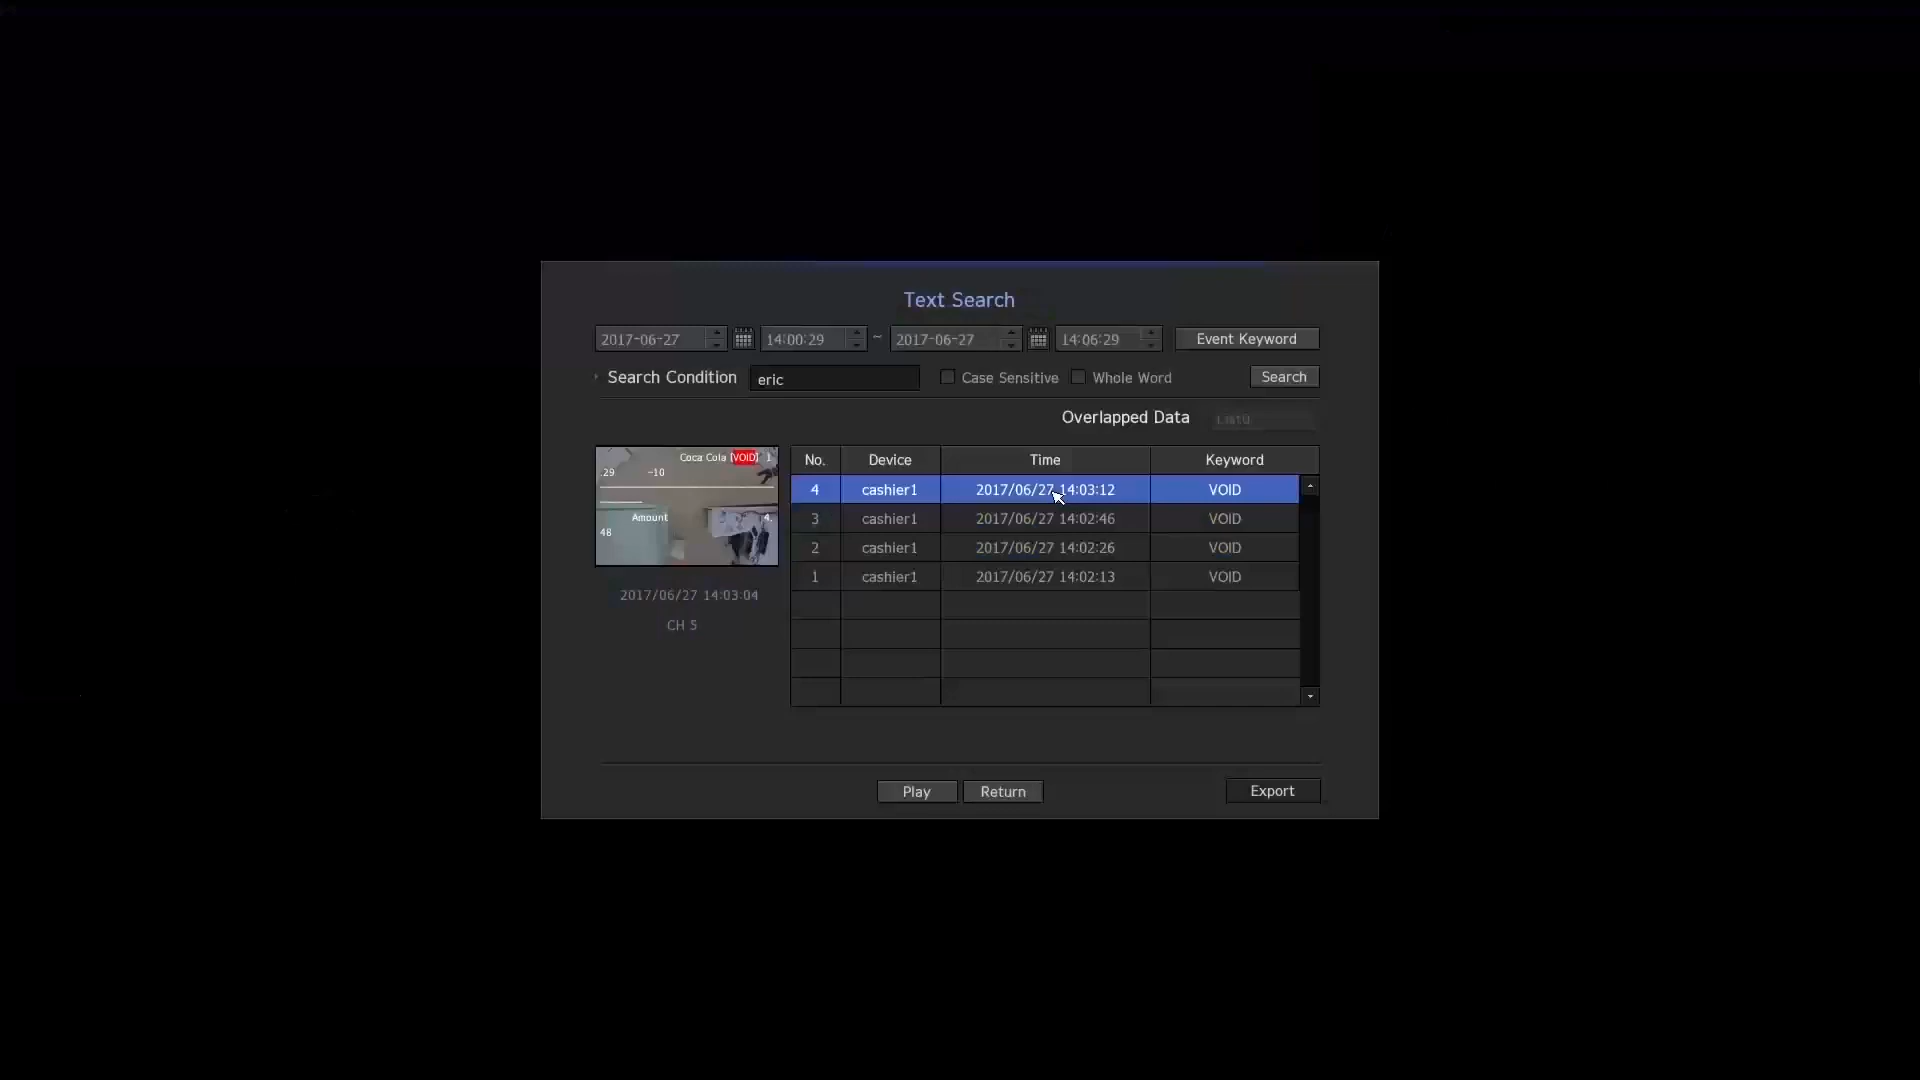 Text Search
2017-06-27 14:00:29 ~ 2017-06-27 14:06:29 Event Keyword
Search Condition eric Case Sensitive Whole Word Search
Overlapped Data List0
Coca Cola [VOID] 1
.29 -10
Amount 4.
48
2017/06/27 14:03:04
CH 5
No. Device Time Keyword
4 cashier1 2017/06/27 14:03:12 VOID
3 cashier1 2017/06/27 14:02:46 VOID
2 cashier1 2017/06/27 14:02:26 VOID
1 cashier1 2017/06/27 14:02:13 VOID
Play Return Export